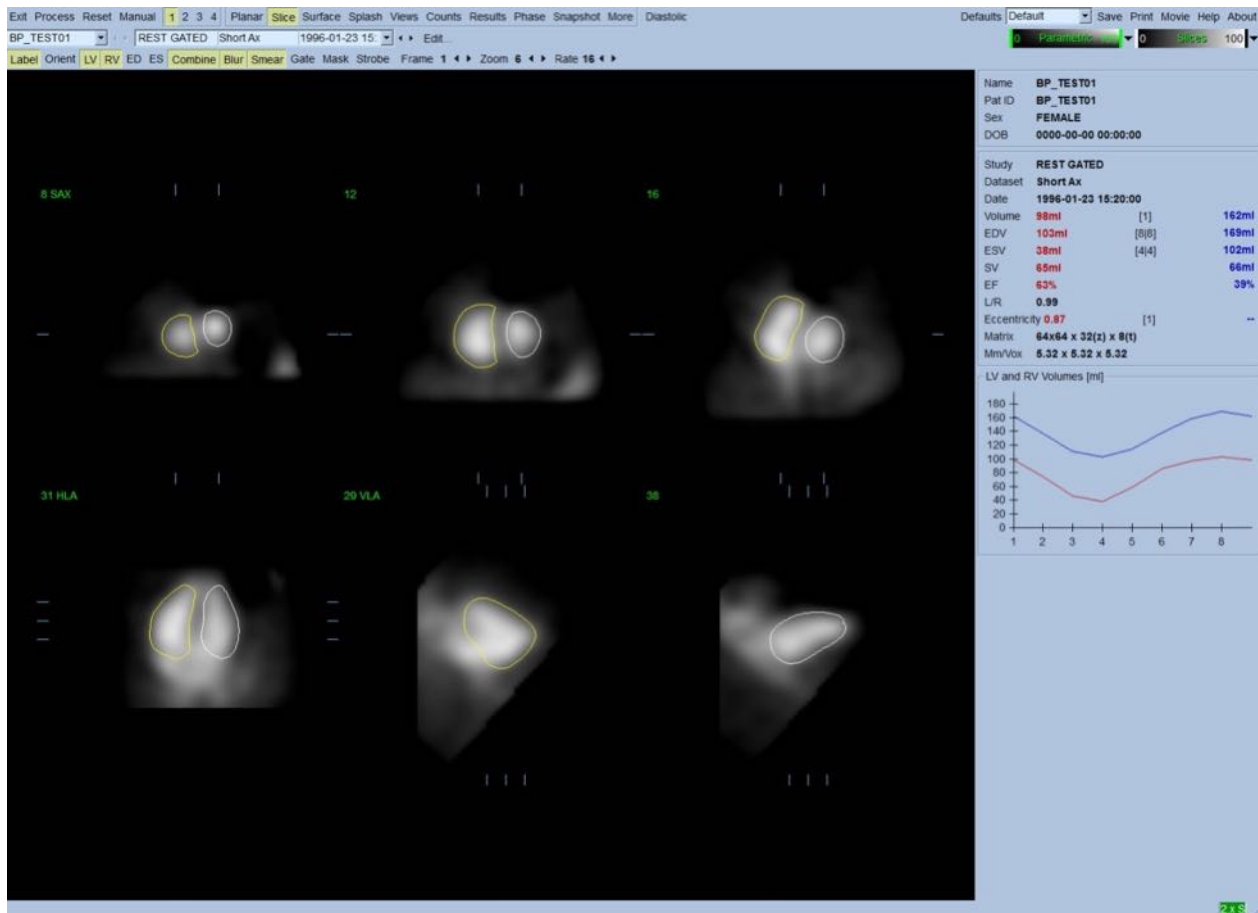 Exit Process Reset Manual 1 2 3 4 Planar Slice Surface Splash Views Counts Results Phase Snapshot More Diastolic Defaults Default Save Print Movie Help About
BP_TEST01 REST GATED Short Ax 1996-01-23 15: Edit... 0 Parametric 0 Slices 100
Label Orient LV RV ED ES Combine Blur Smear Gate Mask Strobe Frame 1 Zoom 6 Rate 16
8 SAX 12 16
31 HLA 29 VLA 38
Name BP_TEST01
Pat ID BP_TEST01
Sex FEMALE
DOB 0000-00-00 00:00:00
Study REST GATED
Dataset Short Ax
Date 1996-01-23 15:20:00
Volume 98ml [1] 162ml
EDV 103ml [8|8] 169ml
ESV 38ml [4|4] 102ml
SV 65ml 66ml
EF 63% 39%
L/R 0.99
Eccentricity 0.87 [1] --
Matrix 64x64 x 32(z) x 8(t)
Mm/Vox 5.32 x 5.32 x 5.32
LV and RV Volumes [ml]
180
160
140
120
100
80
60
40
20
0
1 2 3 4 5 6 7 8
2 x S